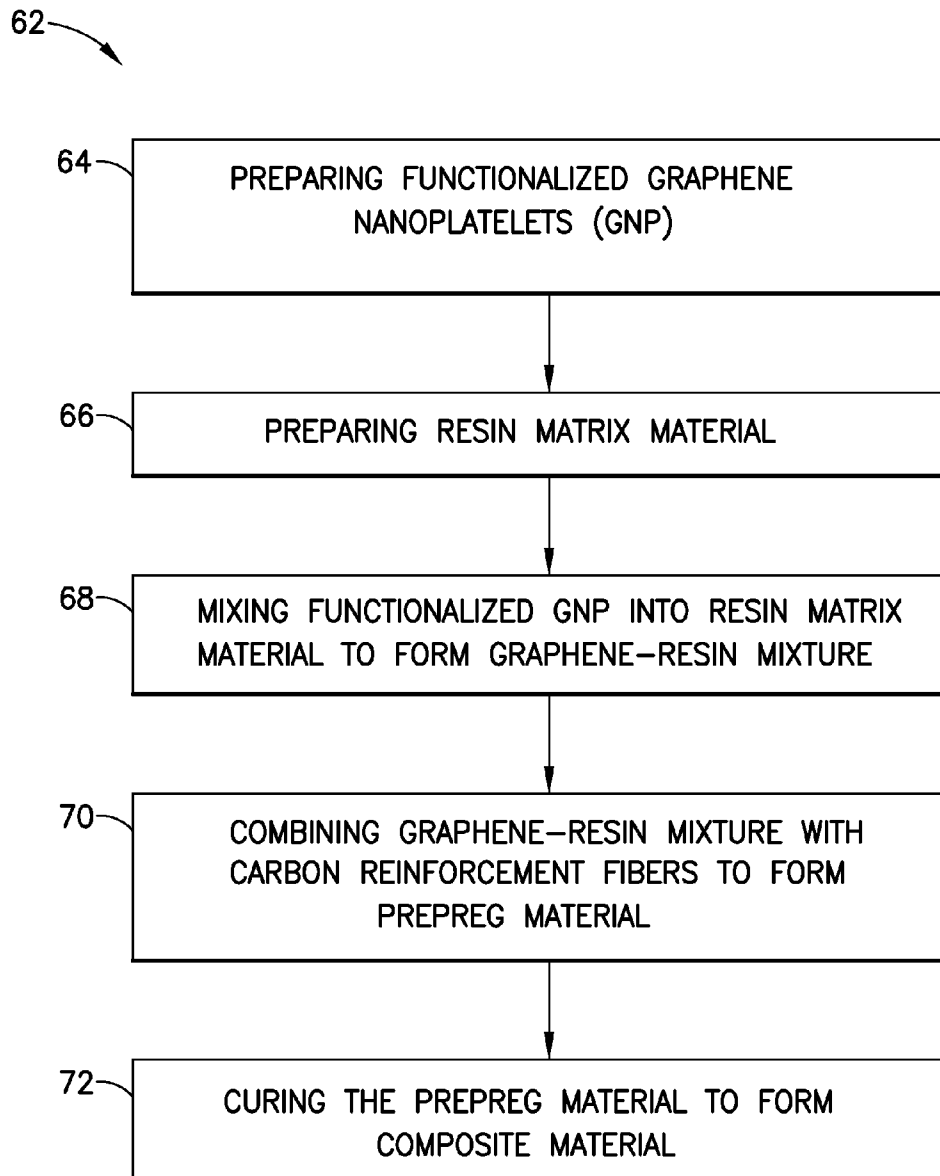 62
64
PREPARING FUNCTIONALIZED GRAPHENE
NANOPLATELETS (GNP)
66
PREPARING RESIN MATRIX MATERIAL
68
MIXING FUNCTIONALIZED GNP INTO RESIN MATRIX
MATERIAL TO FORM GRAPHENE-RESIN MIXTURE
70
COMBINING GRAPHENE-RESIN MIXTURE WITH
CARBON REINFORCEMENT FIBERS TO FORM
PREPREG MATERIAL
72
CURING THE PREPREG MATERIAL TO FORM
COMPOSITE MATERIAL